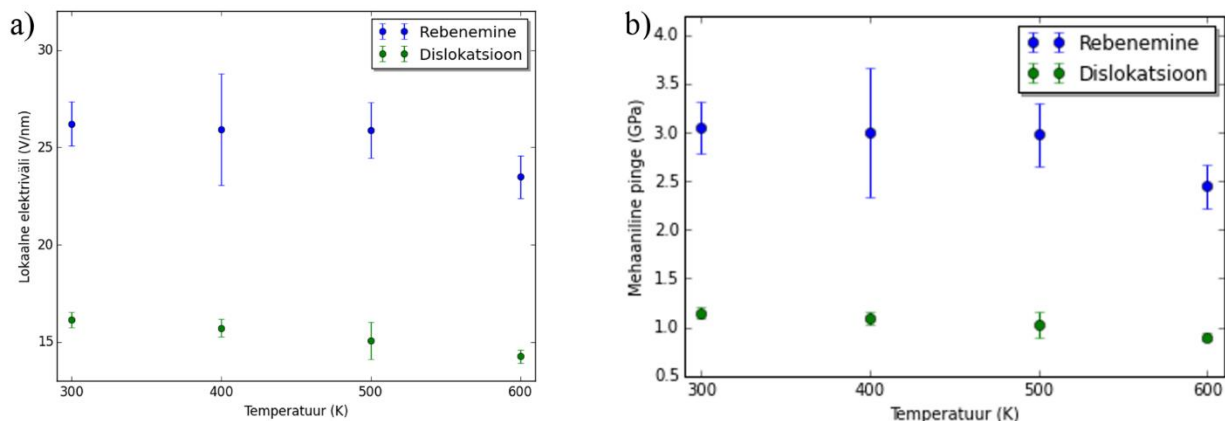 a)
Rebenemine
Dislokatsioon
30
25
20
15
Lokaalne elektriväli (V/nm)
300 400 500 600
Temperatuur (K)
b)
Rebenemine
Dislokatsioon
4.0
3.5
3.0
2.5
2.0
1.5
1.0
0.5
Mehaaniline pinge (GPa)
300 400 500 600
Temperatuur (K)